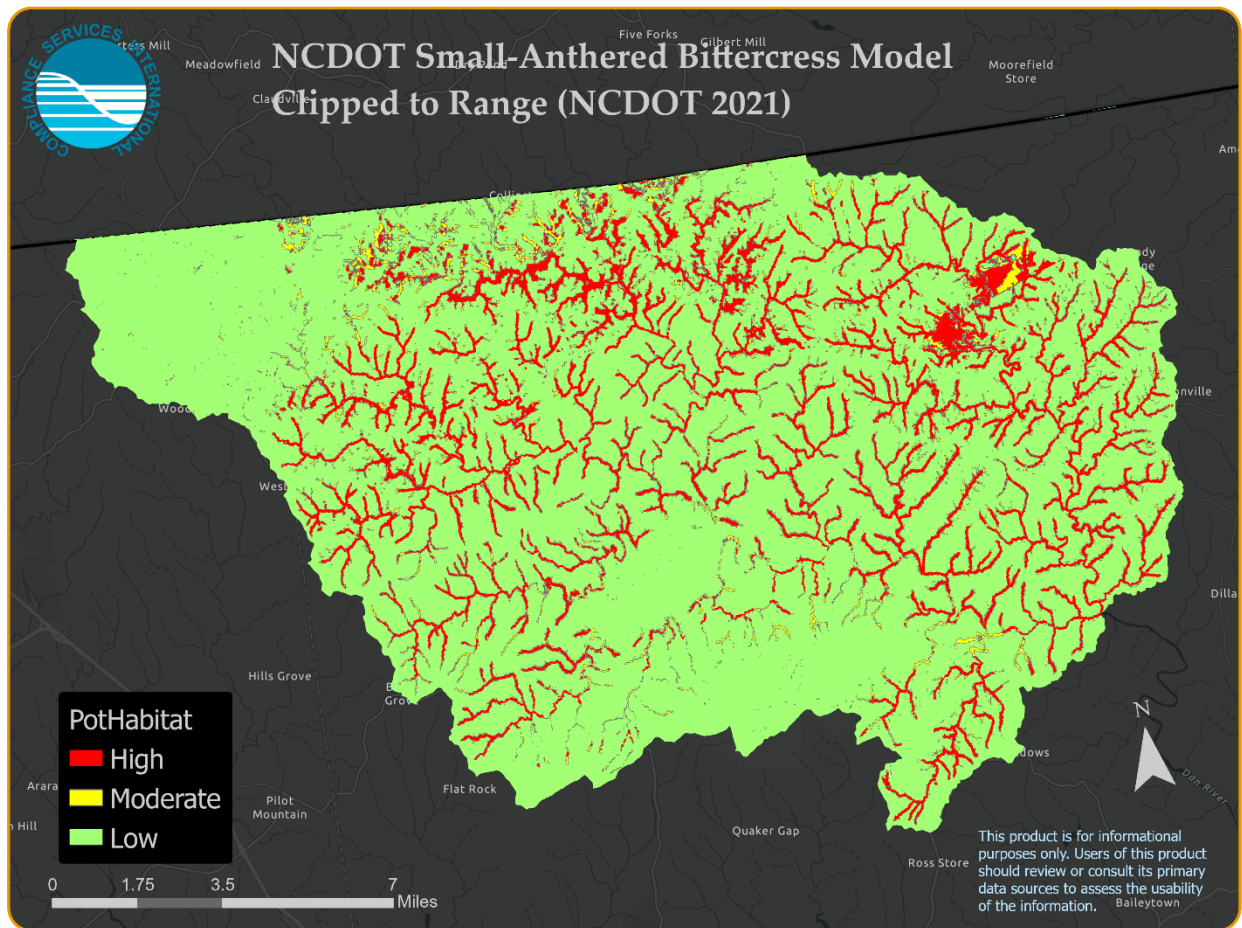 COMPLIANCE SERVICES INTERNATIONAL
NCDOT Small-Anthered Bittercress Model
Clipped to Range (NCDOT 2021)
Five Forks
Gilbert Mill
Meadowfield
Moorefield
Store
Claudville
PotHabitat
High
Moderate
Low
Hills Grove
Pilot
Mountain
Flat Rock
Quaker Gap
Ross Store
Baileytown
Dan River
N
0
1.75
3.5
7
Miles
This product is for informational
purposes only. Users of this product
should review or consult its primary
data sources to assess the usability
of the information.